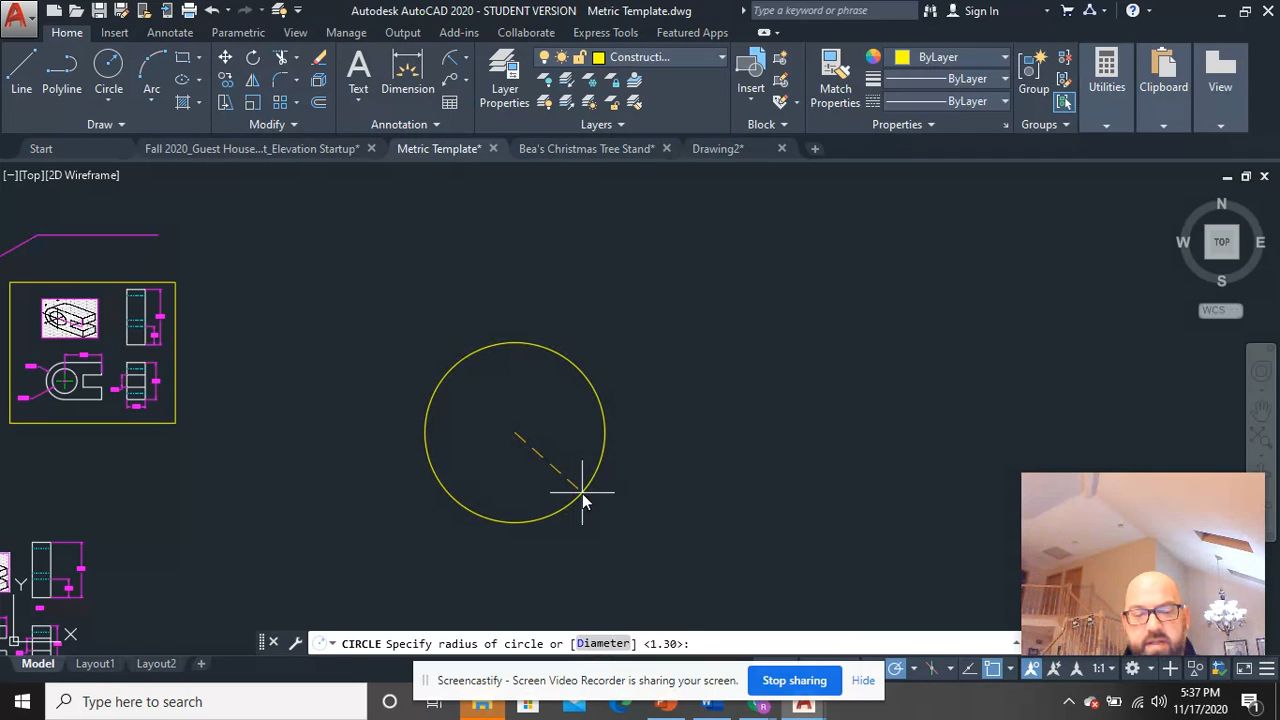 Autodesk AutoCAD 2020 - STUDENT VERSION Metric Template.dwg
Type a keyword or phrase
Sign In
Home Insert Annotate Parametric View Manage Output Add-ins Collaborate Express Tools Featured Apps
Line Polyline Circle Arc
Text Dimension
Layer Properties
Constructi...
Insert
Match Properties
ByLayer
ByLayer
ByLayer
Group Utilities Clipboard View
Draw Modify Annotation Layers Block Properties Groups
Start Fall 2020_Guest House...t_Elevation Startup* Metric Template* Bea's Christmas Tree Stand* Drawing2*
[−][Top][2D Wireframe]
N
W TOP E
S
WCS
Y
X
CIRCLE Specify radius of circle or [Diameter] <1.30>:
Model Layout1 Layout2
1:1
Screencastify - Screen Video Recorder is sharing your screen. Stop sharing Hide
Type here to search
5:37 PM
11/17/2020